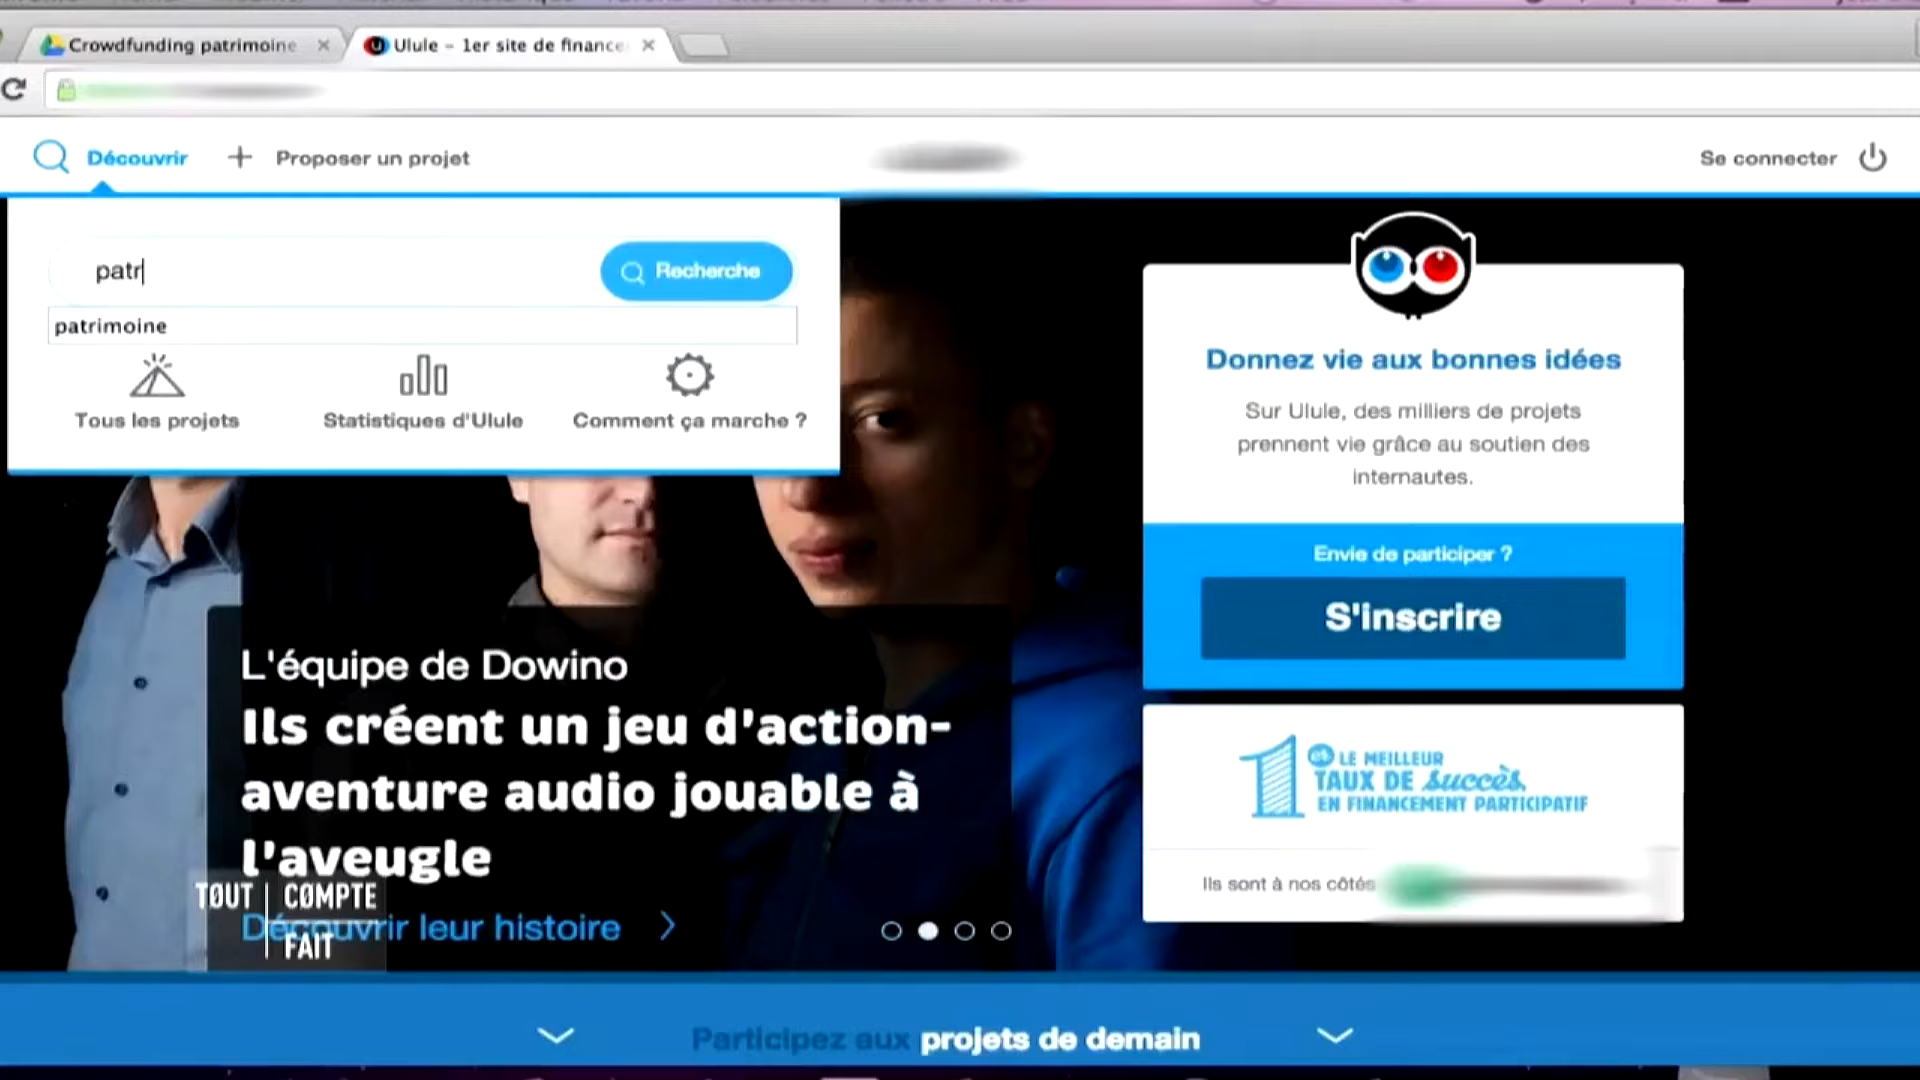 Crowdfunding patrimoine
Ulule - 1er site de finance
Découvrir
Proposer un projet
Se connecter
patr
Recherche
patrimoine
Tous les projets
Statistiques d'Ulule
Comment ça marche ?
Donnez vie aux bonnes idées
Sur Ulule, des milliers de projets
prennent vie grâce au soutien des
internautes.
Envie de participer ?
S'inscrire
L'équipe de Dowino
Ils créent un jeu d'action-
aventure audio jouable à
l'aveugle
Découvrir leur histoire
TOUT CØMPTE
FAIT
1er LE MEILLEUR
TAUX DE succès
EN FINANCEMENT PARTICIPATIF
Ils sont à nos côtés
Participez aux projets de demain